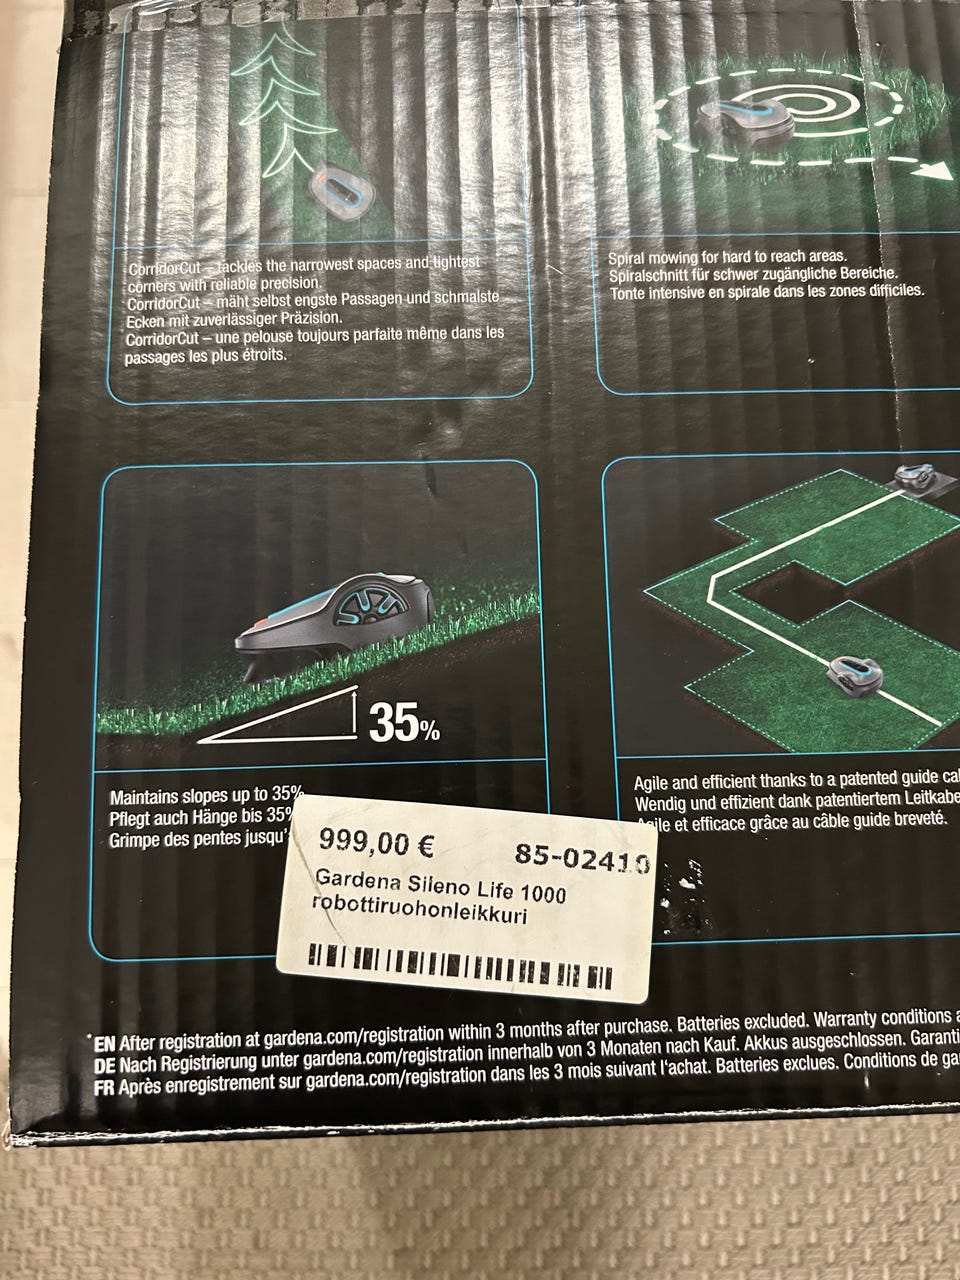 CorridorCut – tackles the narrowest spaces and tightest
corners with reliable precision.
CorridorCut – mäht selbst engste Passagen und schmalste
Ecken mit zuverlässiger Präzision.
CorridorCut – une pelouse toujours parfaite même dans les
passages les plus étroits.
Spiral mowing for hard to reach areas.
Spiralschnitt für schwer zugängliche Bereiche.
Tonte intensive en spirale dans les zones difficiles.
35%
Maintains slopes up to 35%
Pflegt auch Hänge bis 35%
Grimpe des pentes jusqu'
Agile and efficient thanks to a patented guide
Wendig und effizient dank patentiertem
Agile et efficace grâce au câble guide breveté.
999,00 €
85-02410
Gardena Sileno Life 1000
robottiruohonleikkuri
*EN After registration at gardena.com/registration within 3 months after purchase. Batteries excluded. Warranty conditions
DE Nach Registrierung unter gardena.com/registration innerhalb von 3 Monaten nach Kauf. Akkus ausgeschlossen.
FR Après enregistrement sur gardena.com/registration dans les 3 mois suivant l'achat. Batteries exclues. Conditions de